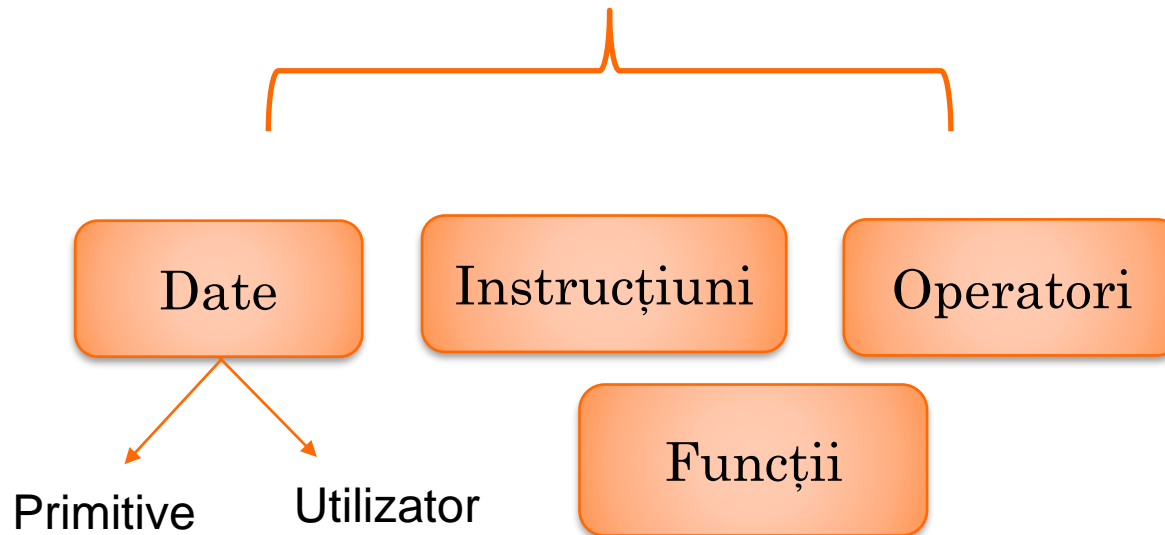 Date
Instrucțiuni
Operatori
Funcții
Primitive
Utilizator